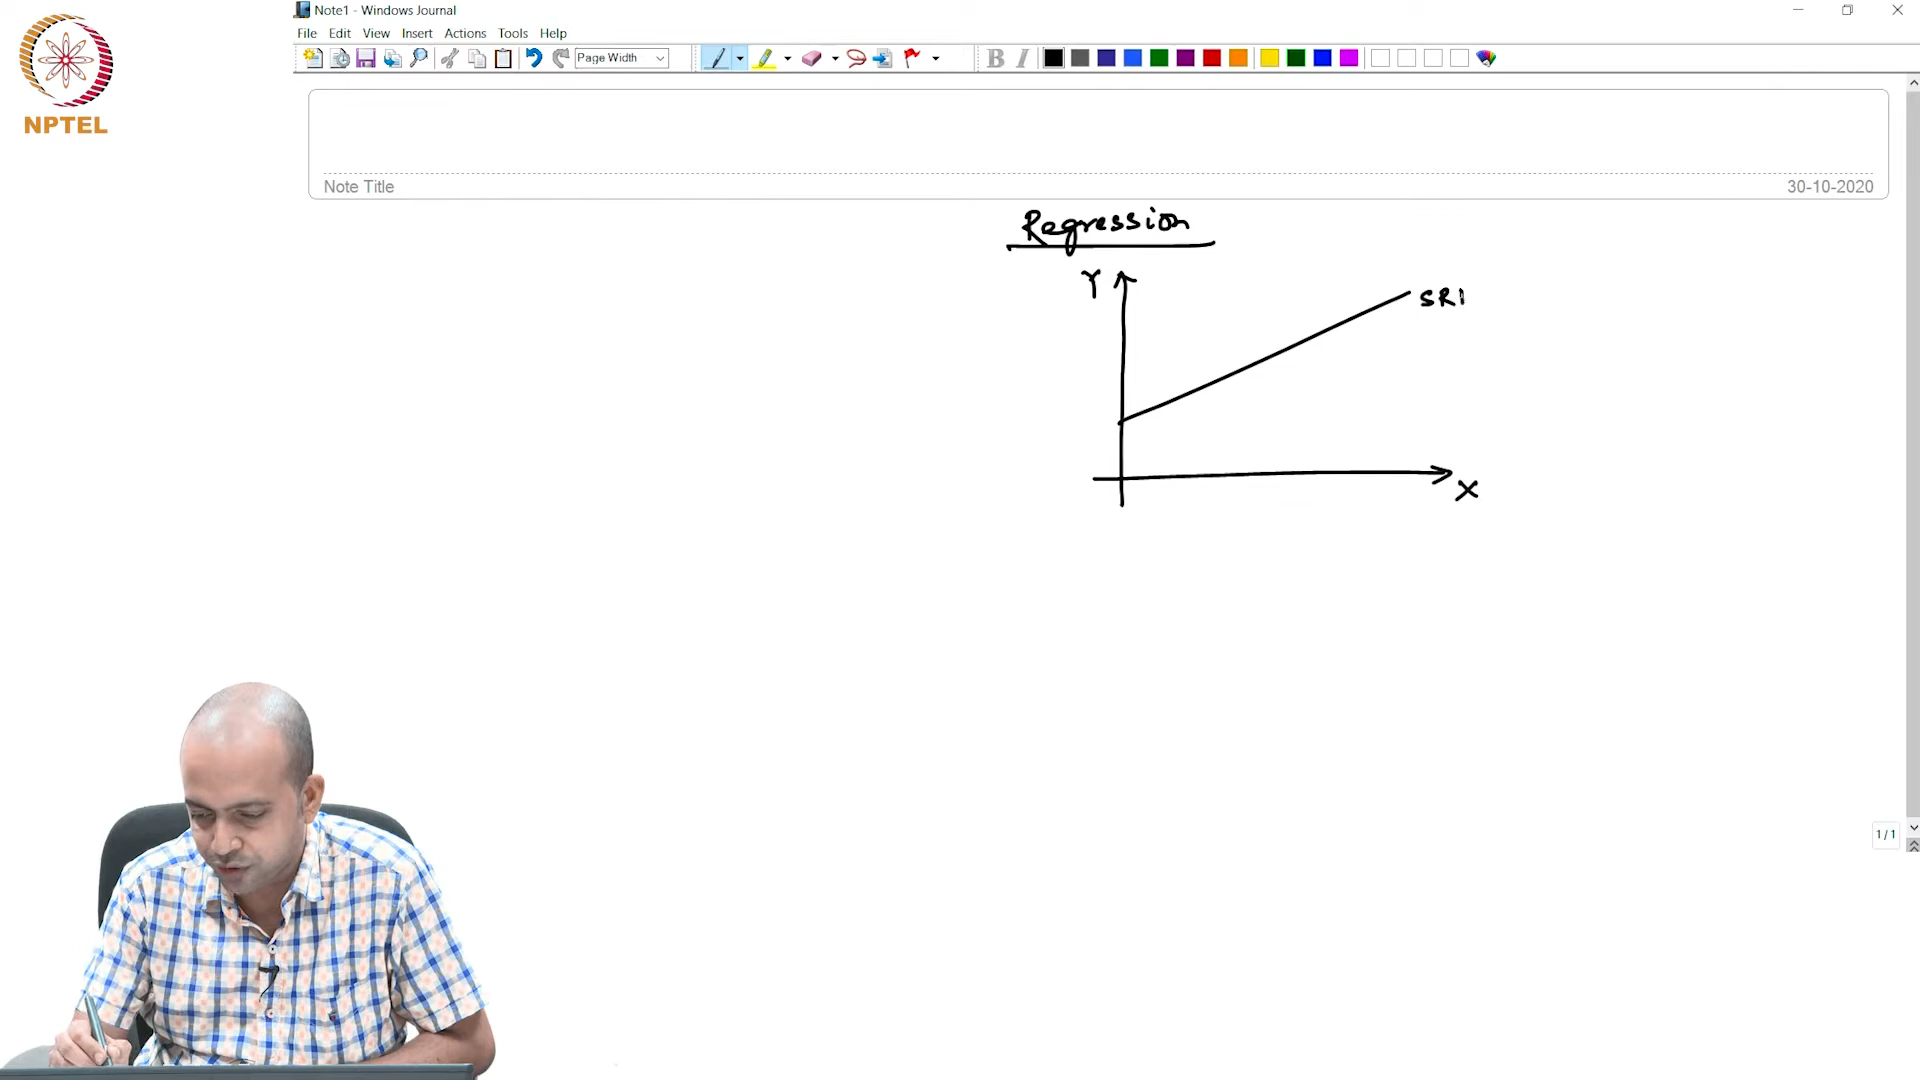 Note1 - Windows Journal
File Edit View Insert Actions Tools Help
Page Width
B I
NPTEL
Note Title
30-10-2020
Regression
Y
SRI
X
1 / 1